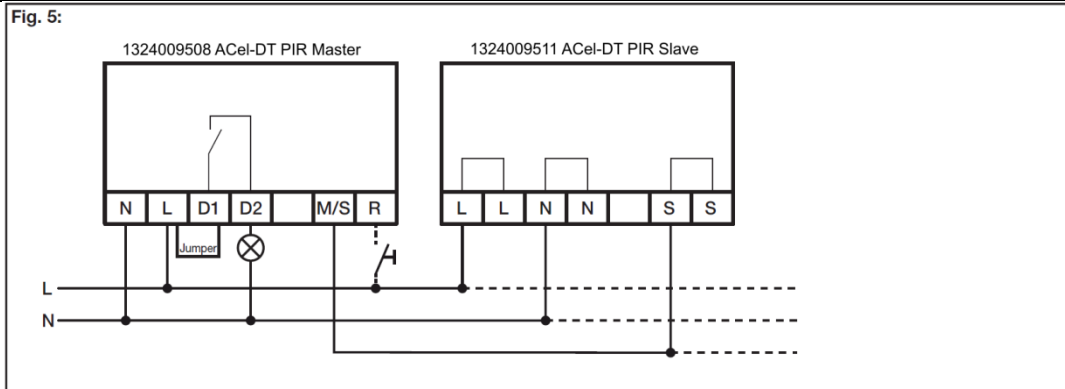 Fig. 5:
1324009508 ACel-DT PIR Master
1324009511 ACel-DT PIR Slave
N L D1 D2 M/S R
L L N N S S
Jumper
L
N